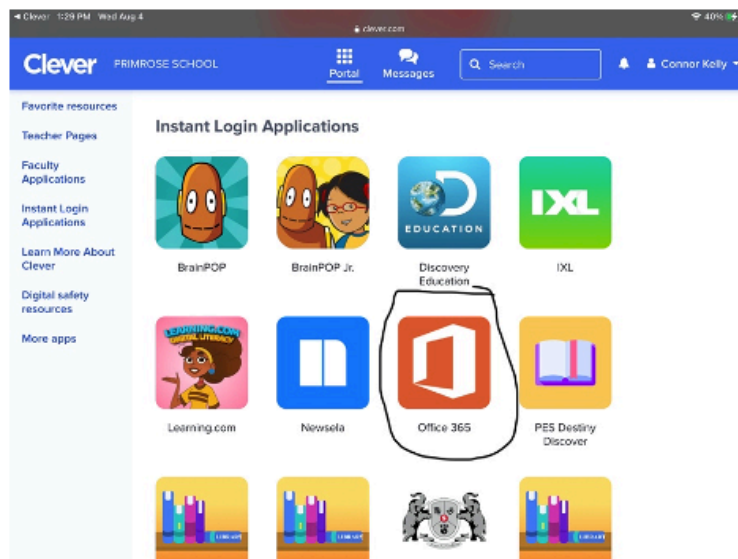 Clever 1:29 PM Wed Aug 4
clever.com
40%
Clever PRIMROSE SCHOOL
Portal
Messages
Search
Connor Kelly
Favorite resources
Teacher Pages
Faculty
Applications
Instant Login
Applications
Learn More About
Clever
Digital safety
resources
More apps
Instant Login Applications
EDUCATION
IXL
BrainPOP
BrainPOP Jr.
Discovery
Education
IXL
LEARNING.COM
DIGITAL LITERACY
Learning.com
Newsela
Office 365
PES Destiny
Discover